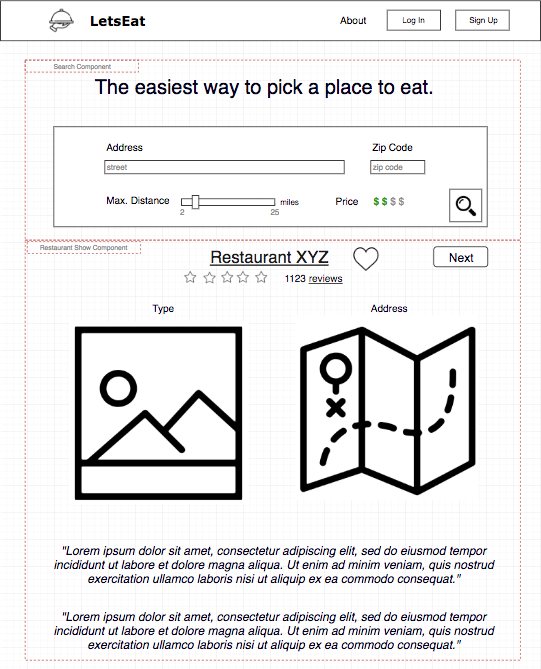 LetsEat
About
Log In
Sign Up
Search Component
The easiest way to pick a place to eat.
Address
Zip Code
street
zip code
Max. Distance
miles
2
25
Price
$ $ $ $
Restaurant Show Component
Restaurant XYZ
Next
1123 reviews
Type
Address
"Lorem ipsum dolor sit amet, consectetur adipiscing elit, sed do eiusmod tempor
incididunt ut labore et dolore magna aliqua. Ut enim ad minim veniam, quis nostrud
exercitation ullamco laboris nisi ut aliquip ex ea commodo consequat."
"Lorem ipsum dolor sit amet, consectetur adipiscing elit, sed do eiusmod tempor
incididunt ut labore et dolore magna aliqua. Ut enim ad minim veniam, quis nostrud
exercitation ullamco laboris nisi ut aliquip ex ea commodo consequat."